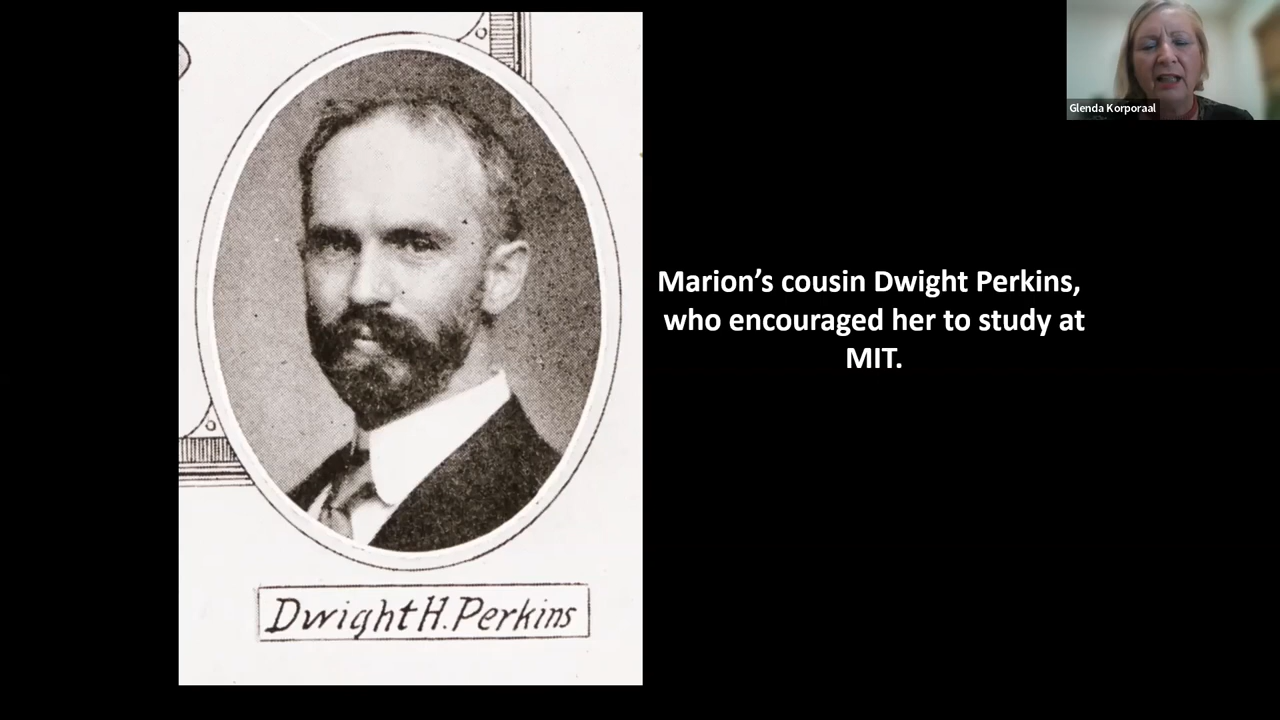 Glenda Korporaal
Marion’s cousin Dwight Perkins,
who encouraged her to study at
MIT.
Dwight H. Perkins